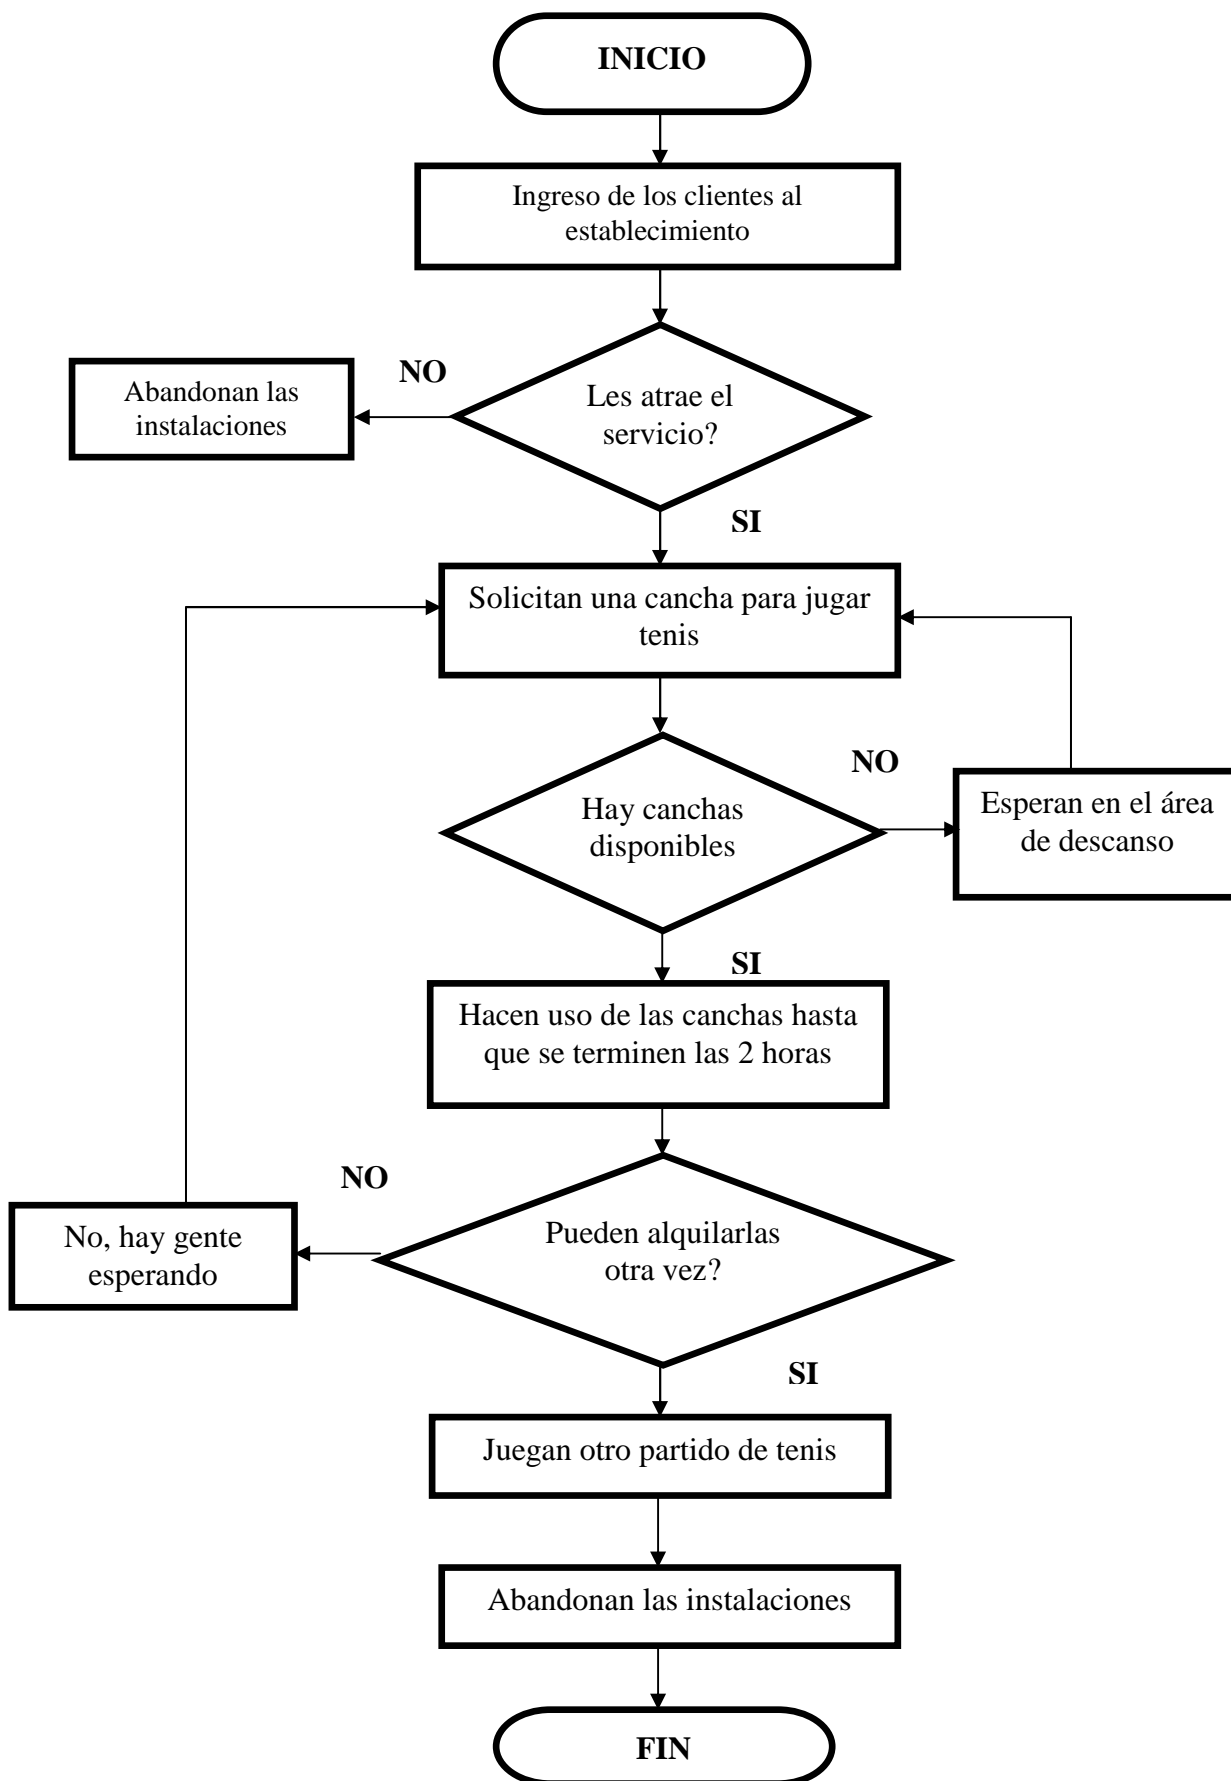 INICIO
Ingreso de los clientes al
establecimiento
NO
Abandonan las
instalaciones
Les atrae el
servicio?
SI
Solicitan una cancha para jugar
tenis
NO
Hay canchas
disponibles
Esperan en el área
de descanso
SI
Hacen uso de las canchas hasta
que se terminen las 2 horas
NO
No, hay gente
esperando
Pueden alquilarlas
otra vez?
SI
Juegan otro partido de tenis
Abandonan las instalaciones
FIN